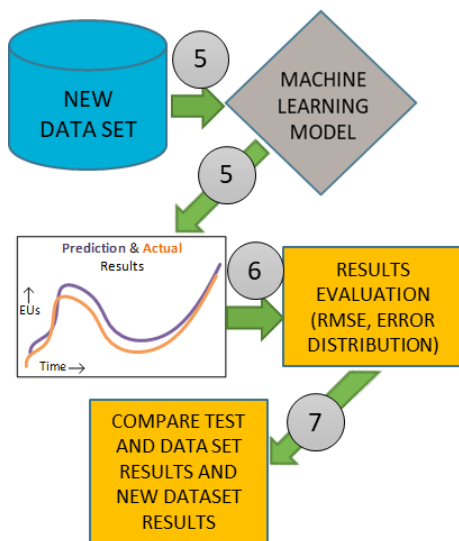 5
NEW
DATA SET
MACHINE
LEARNING
MODEL
5
Prediction & Actual
Results
↑
EUs
Time→
6
RESULTS
EVALUATION
(RMSE, ERROR
DISTRIBUTION)
7
COMPARE TEST
AND DATA SET
RESULTS AND
NEW DATASET
RESULTS